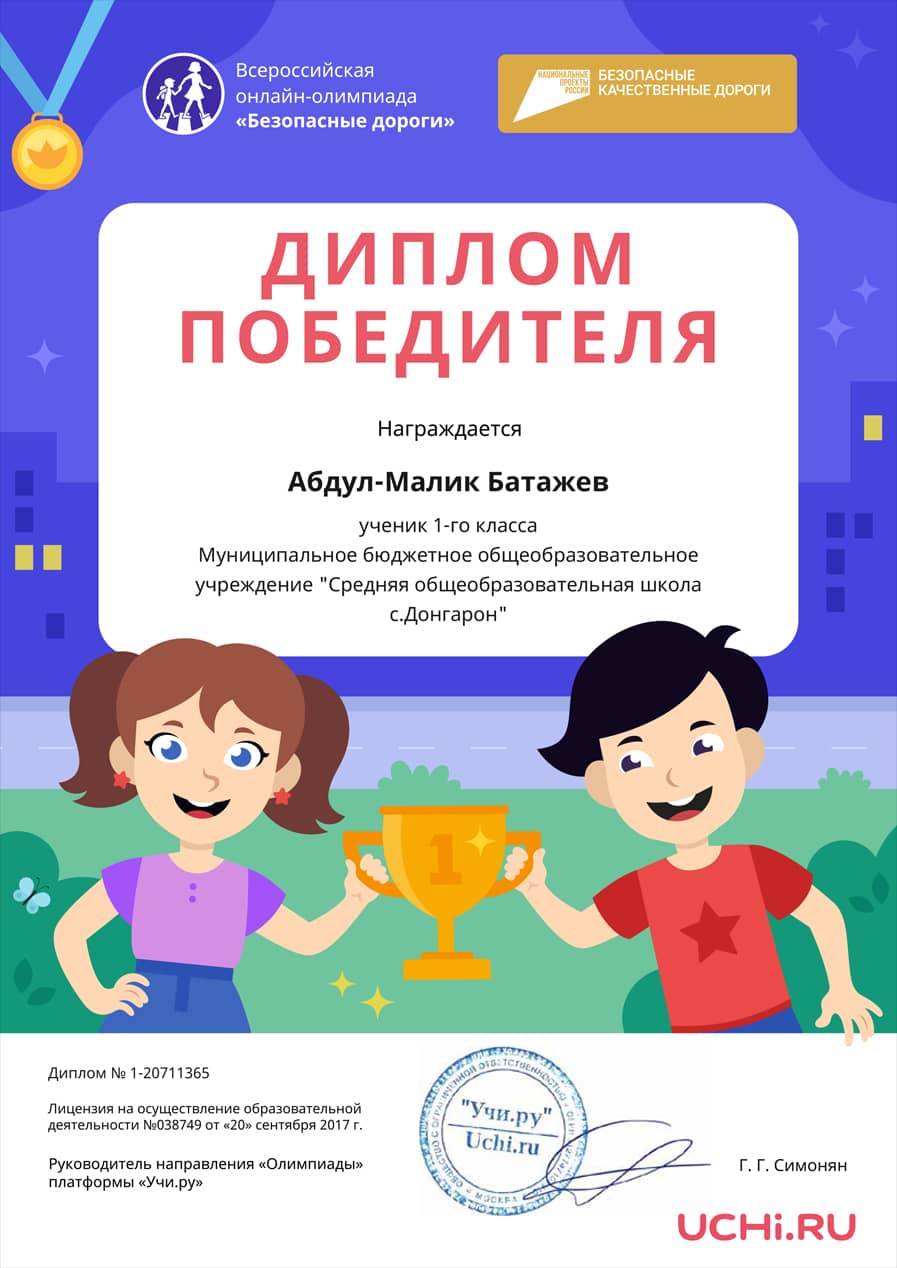 Всероссийская
онлайн-олимпиада
«Безопасные дороги»
НАЦИОНАЛЬНЫЕ
ПРОЕКТЫ
РОССИИ
БЕЗОПАСНЫЕ
КАЧЕСТВЕННЫЕ ДОРОГИ
ДИПЛОМ
ПОБЕДИТЕЛЯ
Награждается
Абдул-Малик Батажев
ученик 1-го класса
Муниципальное бюджетное общеобразовательное
учреждение "Средняя общеобразовательная школа
с.Донгарон"
1
Диплом № 1-20711365
Лицензия на осуществление образовательной
деятельности №038749 от «20» сентября 2017 г.
Руководитель направления «Олимпиады»
платформы «Учи.ру»
ОБЩЕСТВО С ОГРАНИЧЕННОЙ ОТВЕТСТВЕННОСТЬЮ
"Учи.ру"
Uchi.ru
МОСКВА
Г. Г. Симонян
UCHi.RU